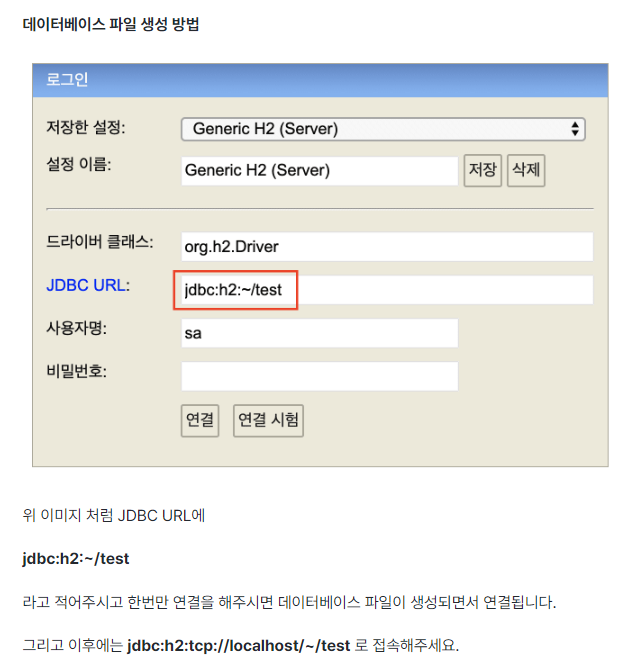 데이터베이스 파일 생성 방법
로그인
저장한 설정: Generic H2 (Server)
설정 이름: Generic H2 (Server) 저장 삭제
드라이버 클래스: org.h2.Driver
JDBC URL: jdbc:h2:~/test
사용자명: sa
비밀번호:
연결 연결 시험
위 이미지 처럼 JDBC URL에
jdbc:h2:~/test
라고 적어주시고 한번만 연결을 해주시면 데이터베이스 파일이 생성되면서 연결됩니다.
그리고 이후에는 jdbc:h2:tcp://localhost/~/test 로 접속해주세요.